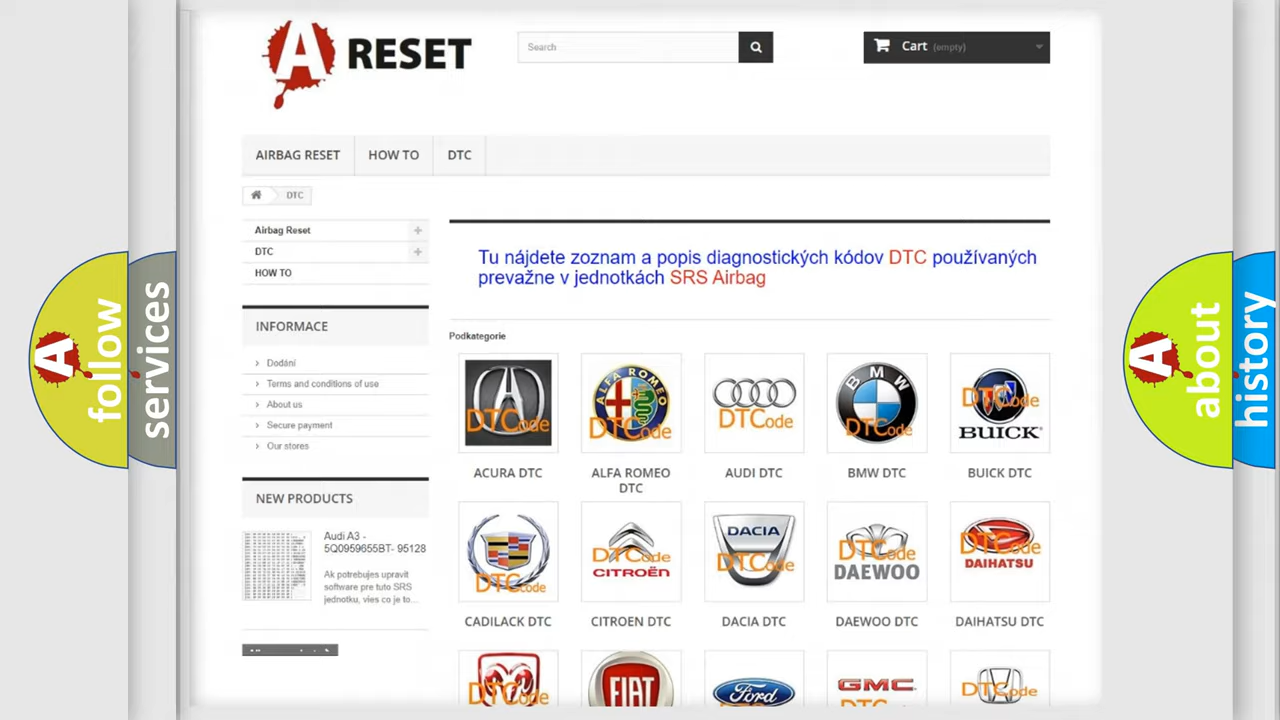 A RESET
Search
Cart (empty)
AIRBAG RESET
HOW TO
DTC
DTC
Airbag Reset
DTC
HOW TO
Tu nájdete zoznam a popis diagnostických kódov DTC používaných
prevažne v jednotkách SRS Airbag
INFORMACE
Dodání
Terms and conditions of use
About us
Secure payment
Our stores
NEW PRODUCTS
Audi A3 -
5Q0959655BT- 95128
Ak potrebujes upravit
software pre tuto SRS
jednotku, vies co je to...
Podkategorie
DTCode
ALFA ROMEO
DTCode
DTCode
BMW
DTCode
DTCode
BUICK
ACURA DTC
ALFA ROMEO
DTC
AUDI DTC
BMW DTC
BUICK DTC
DTCode
DTCode
CITROËN
DACIA
DTCode
DTCode
DAEWOO
DTCode
DAIHATSU
CADILACK DTC
CITROEN DTC
DACIA DTC
DAEWOO DTC
DAIHATSU DTC
DTCode
FIAT
Ford
GMC
DTCode
A follow
services
A about
history